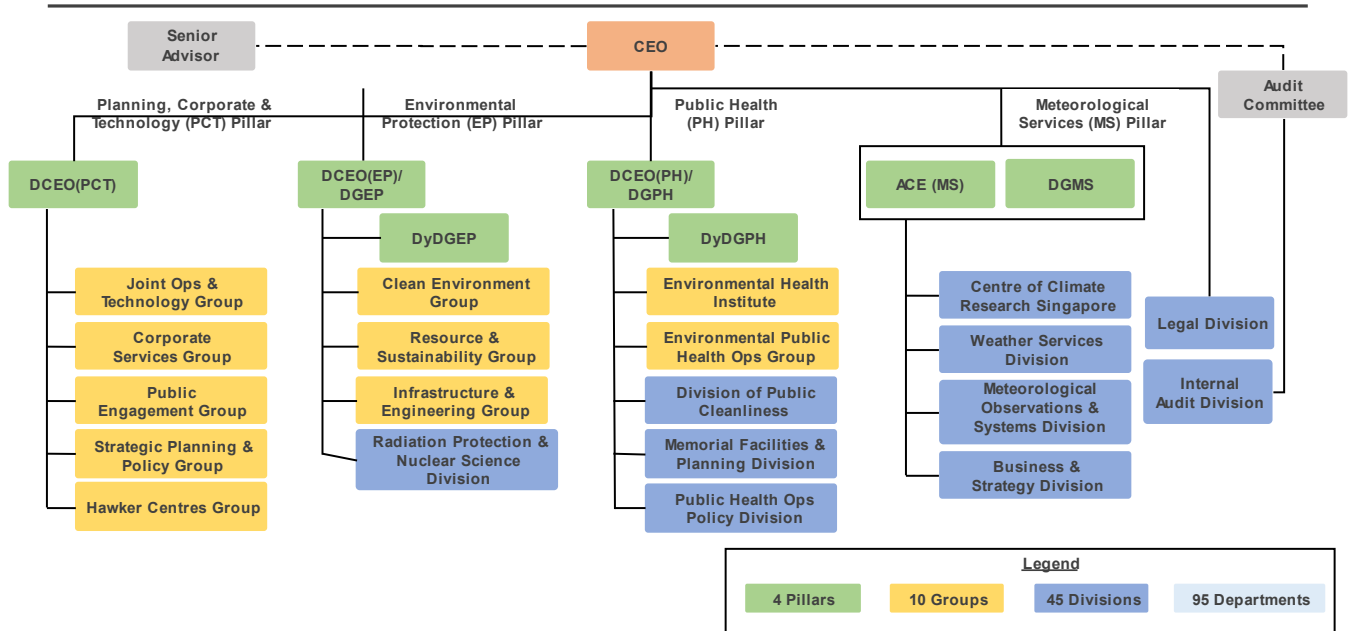 Senior
Advisor
CEO
Audit
Committee
Planning, Corporate &
Technology (PCT) Pillar
Environmental
Protection (EP) Pillar
Public Health
(PH) Pillar
Meteorological
Services (MS) Pillar
DCEO(PCT)
DCEO(EP)/
DGEP
DCEO(PH)/
DGPH
ACE (MS)
DGMS
DyDGEP
DyDGPH
Joint Ops &
Technology Group
Corporate
Services Group
Public
Engagement Group
Strategic Planning &
Policy Group
Hawker Centres Group
Clean Environment
Group
Resource &
Sustainability Group
Infrastructure &
Engineering Group
Radiation Protection &
Nuclear Science
Division
Environmental Health
Institute
Environmental Public
Health Ops Group
Division of Public
Cleanliness
Memorial Facilities &
Planning Division
Public Health Ops
Policy Division
Centre of Climate
Research Singapore
Weather Services
Division
Meteorological
Observations &
Systems Division
Business &
Strategy Division
Legal Division
Internal
Audit Division
Legend
4 Pillars
10 Groups
45 Divisions
95 Departments